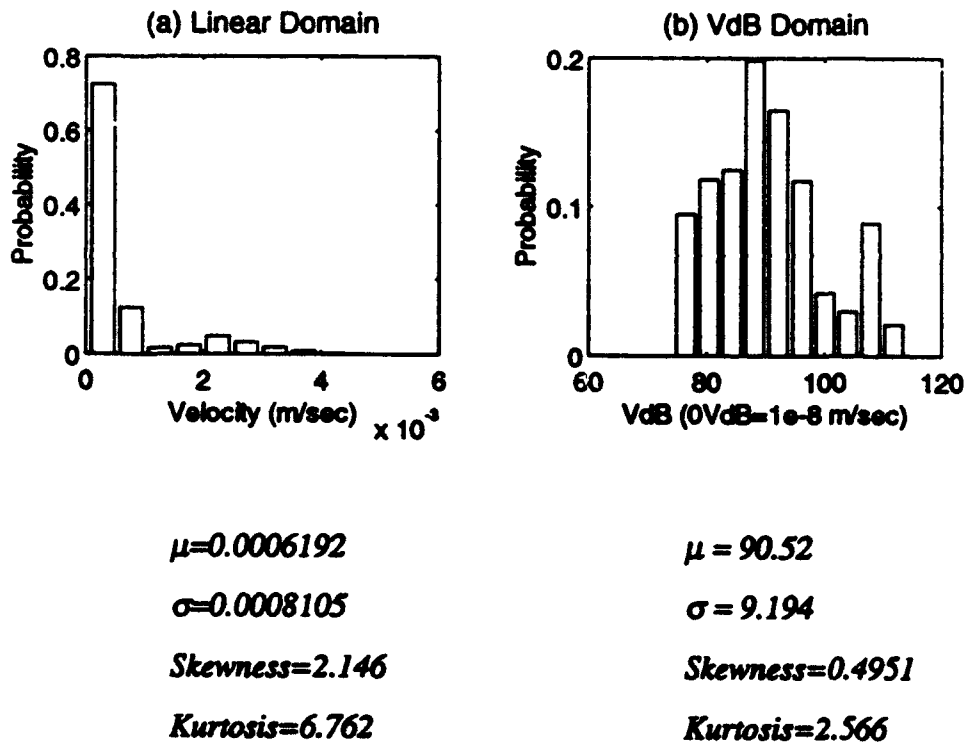 (a) Linear Domain
0.8
0.6
0.4
0.2
0
Probability
0 2 4 6
Velocity (m/sec)
x 10⁻³
(b) VdB Domain
0.2
0.1
0
Probability
60 80 100 120
VdB (0VdB=1e-8 m/sec)
μ=0.0006192
σ=0.0008105
Skewness=2.146
Kurtosis=6.762
μ = 90.52
σ = 9.194
Skewness=0.4951
Kurtosis=2.566